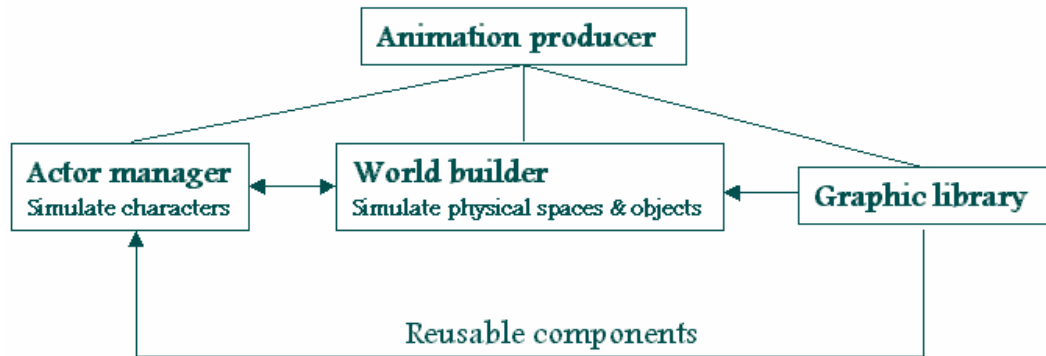 Animation producer
Actor manager
Simulate characters
World builder
Simulate physical spaces & objects
Graphic library
Reusable components